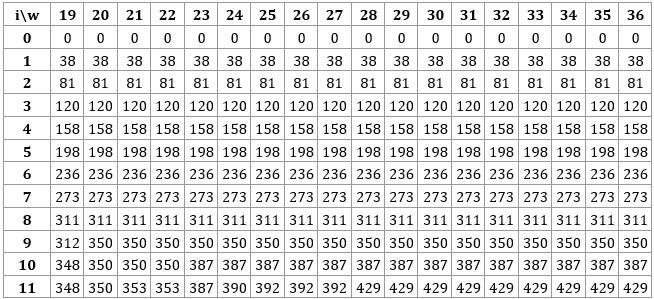 i\w 19 20 21 22 23 24 25 26 27 28 29 30 31 32 33 34 35 36
0 0 0 0 0 0 0 0 0 0 0 0 0 0 0 0 0 0 0
1 38 38 38 38 38 38 38 38 38 38 38 38 38 38 38 38 38 38
2 81 81 81 81 81 81 81 81 81 81 81 81 81 81 81 81 81 81
3 120 120 120 120 120 120 120 120 120 120 120 120 120 120 120 120 120 120
4 158 158 158 158 158 158 158 158 158 158 158 158 158 158 158 158 158 158
5 198 198 198 198 198 198 198 198 198 198 198 198 198 198 198 198 198 198
6 236 236 236 236 236 236 236 236 236 236 236 236 236 236 236 236 236 236
7 273 273 273 273 273 273 273 273 273 273 273 273 273 273 273 273 273 273
8 311 311 311 311 311 311 311 311 311 311 311 311 311 311 311 311 311 311
9 312 350 350 350 350 350 350 350 350 350 350 350 350 350 350 350 350 350
10 348 350 350 350 387 387 387 387 387 387 387 387 387 387 387 387 387 387
11 348 350 353 353 387 390 392 392 392 429 429 429 429 429 429 429 429 429